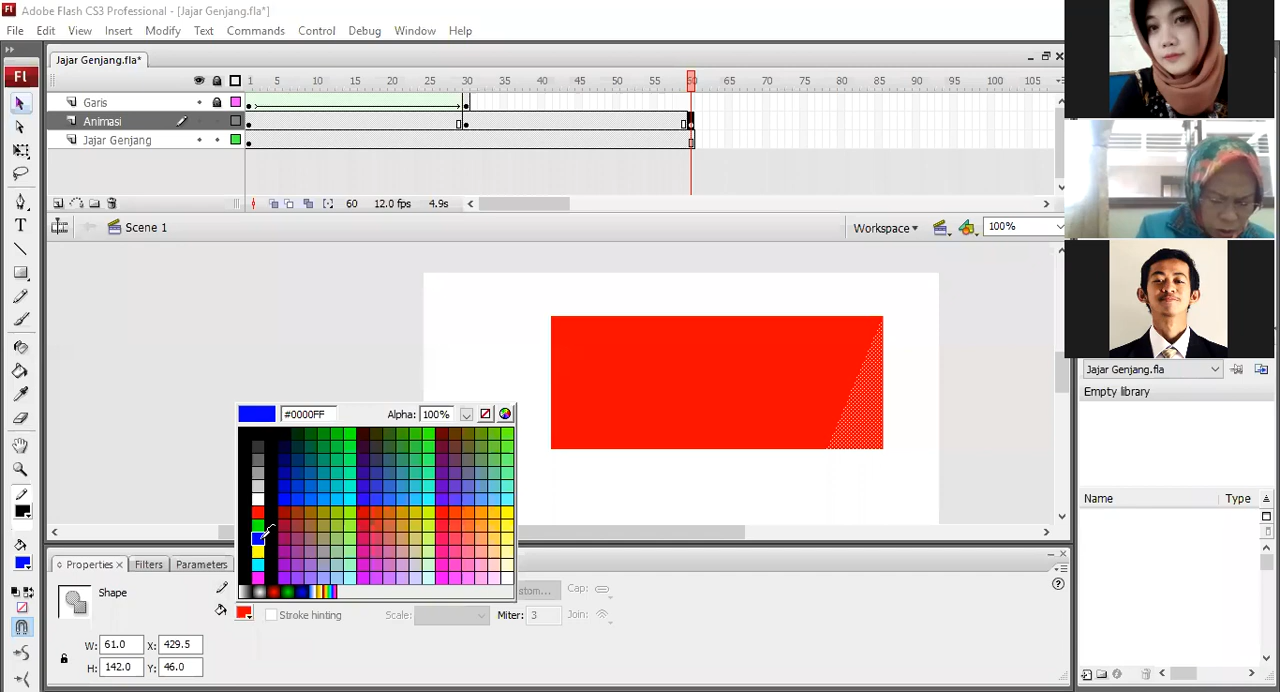 Fl Adobe Flash CS3 Professional - [Jajar Genjang.fla*]
File Edit View Insert Modify Text Commands Control Debug Window Help
Jajar Genjang.fla*
Fl
1 5 10 15 20 25 30 35 40 45 50 55 60 65 70 75 80 85 90 95 100 105
Garis
Animasi
Jajar Genjang
60 12.0 fps 4.9s
Scene 1
Workspace
100%
Jajar Genjang.fla
Empty library
#0000FF Alpha: 100%
Name Type
Properties Filters Parameters
Shape
Cap:
Stroke hinting Scale: Miter: 3 Join:
W: 61.0 X: 429.5
H: 142.0 Y: 46.0